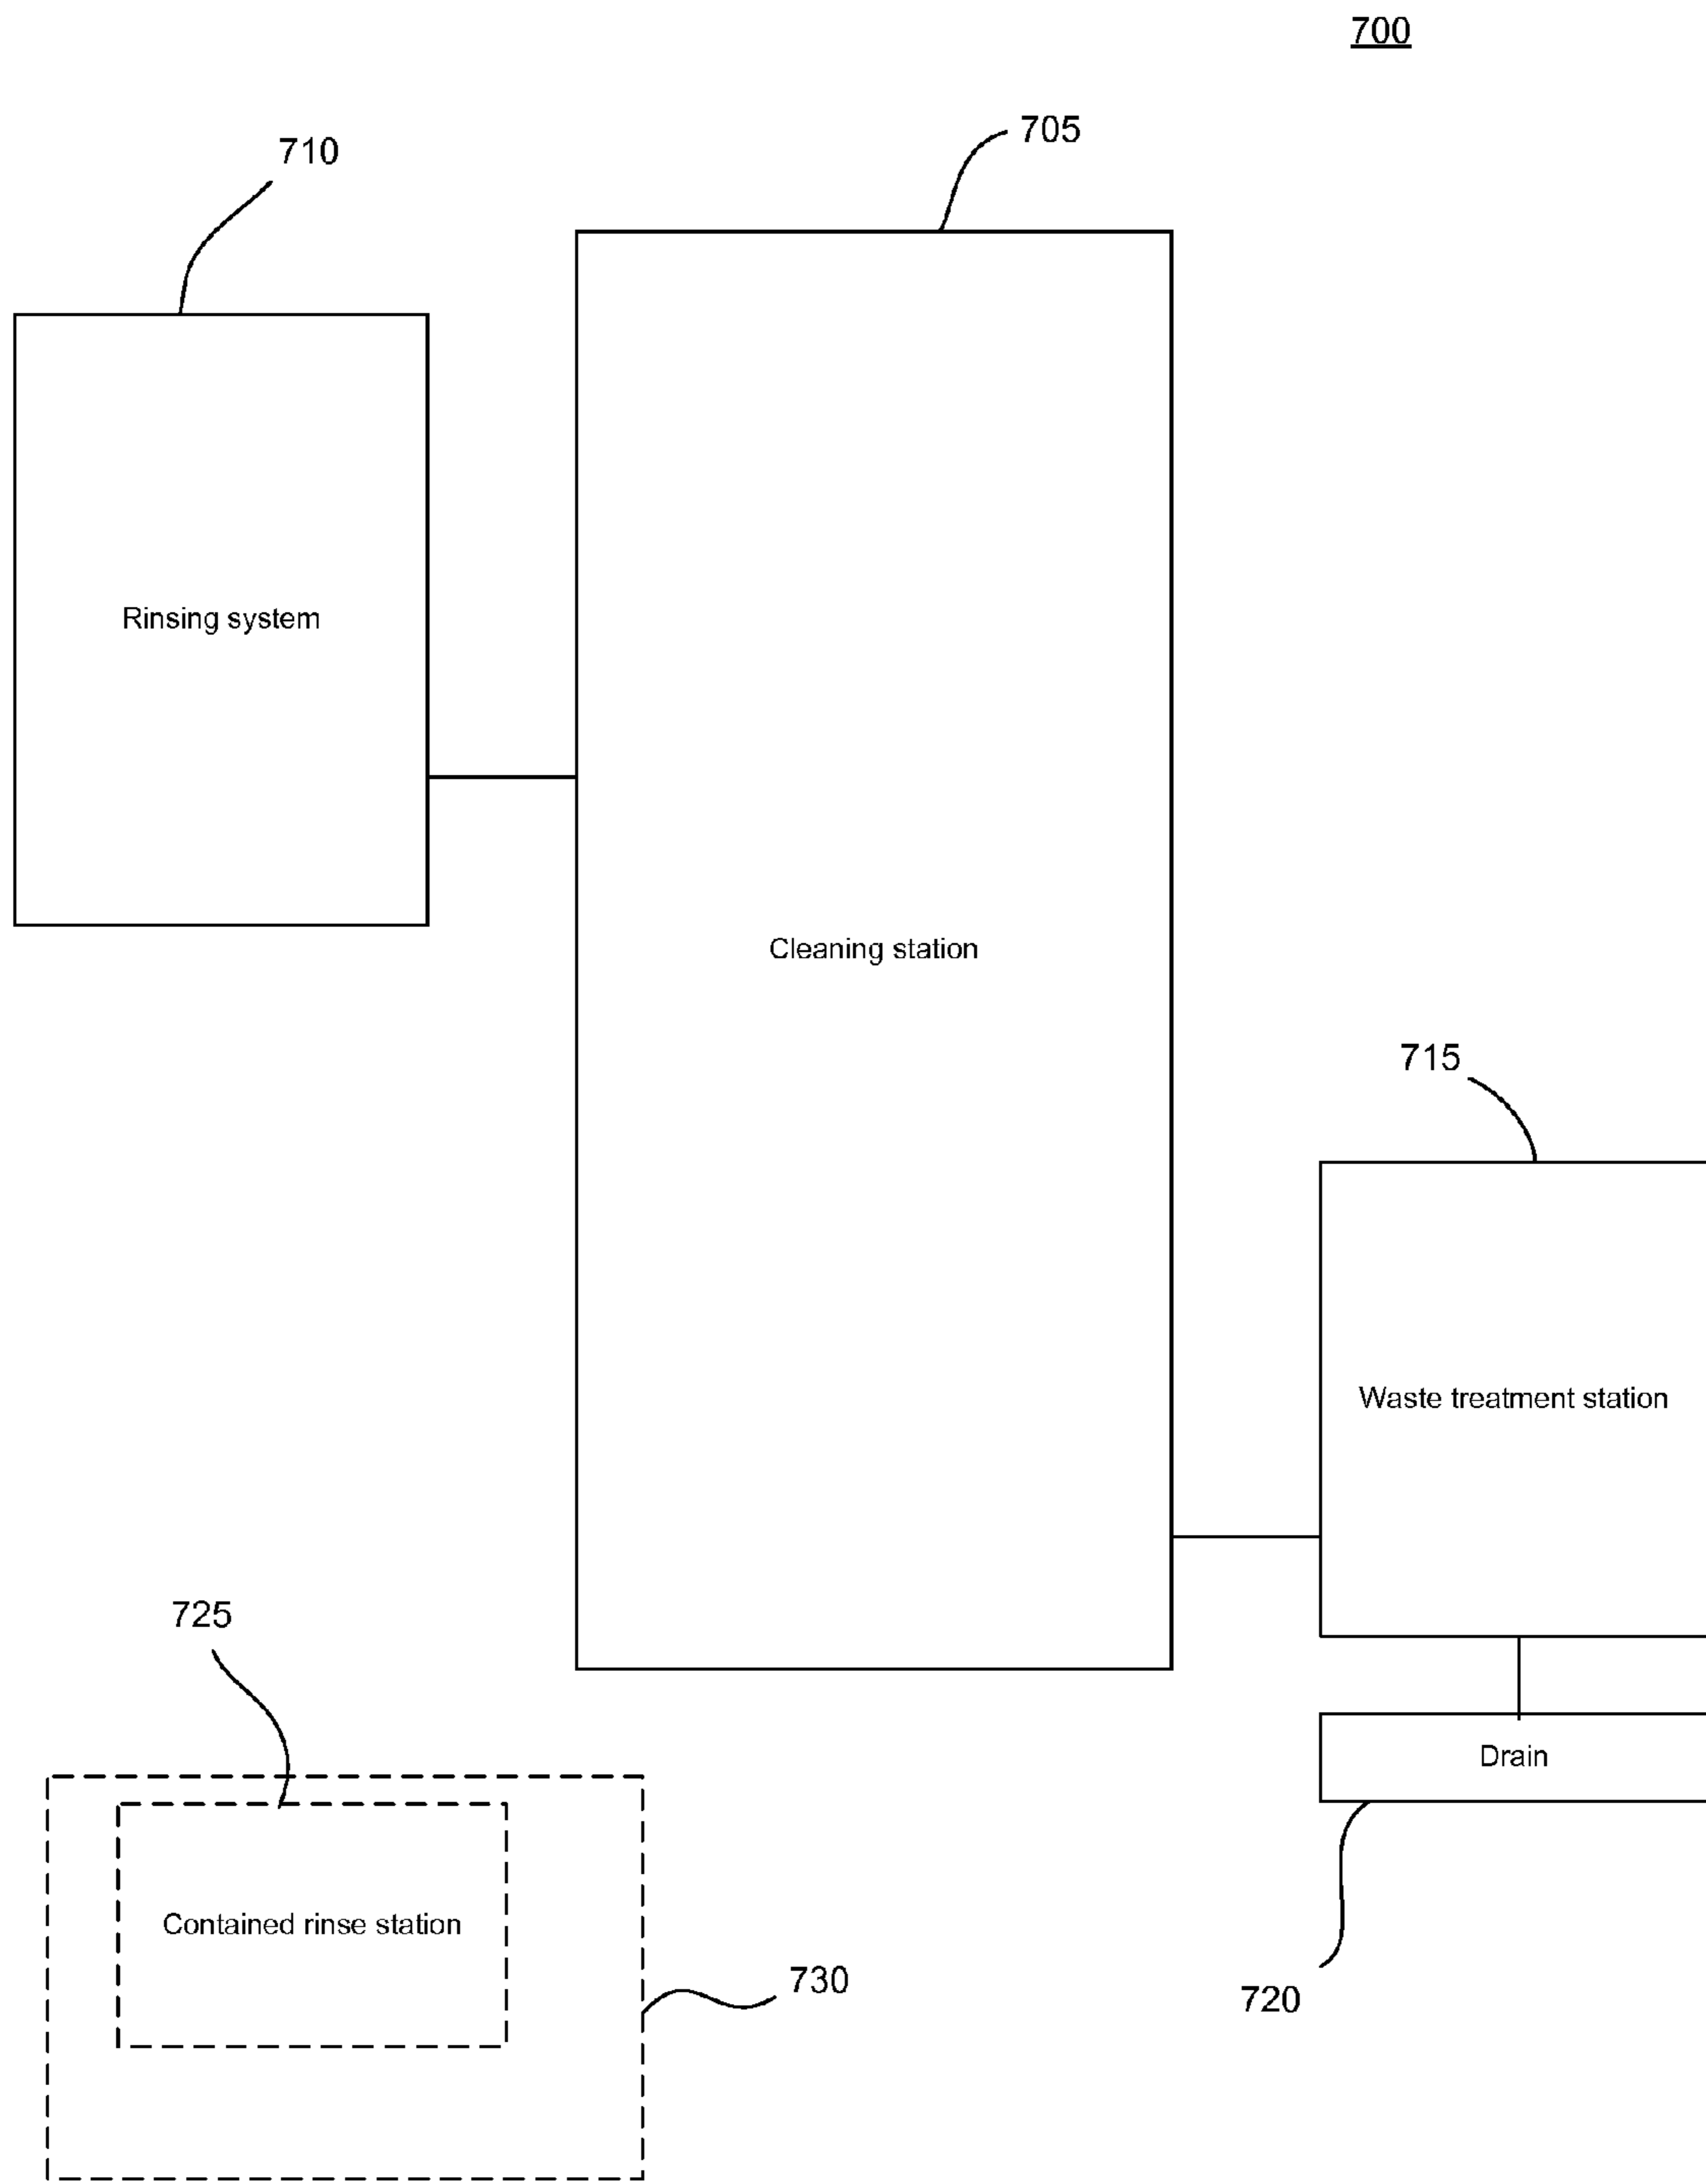 700
705
710
Rinsing system
Cleaning station
715
Waste treatment station
725
Drain
Contained rinse station
730
720